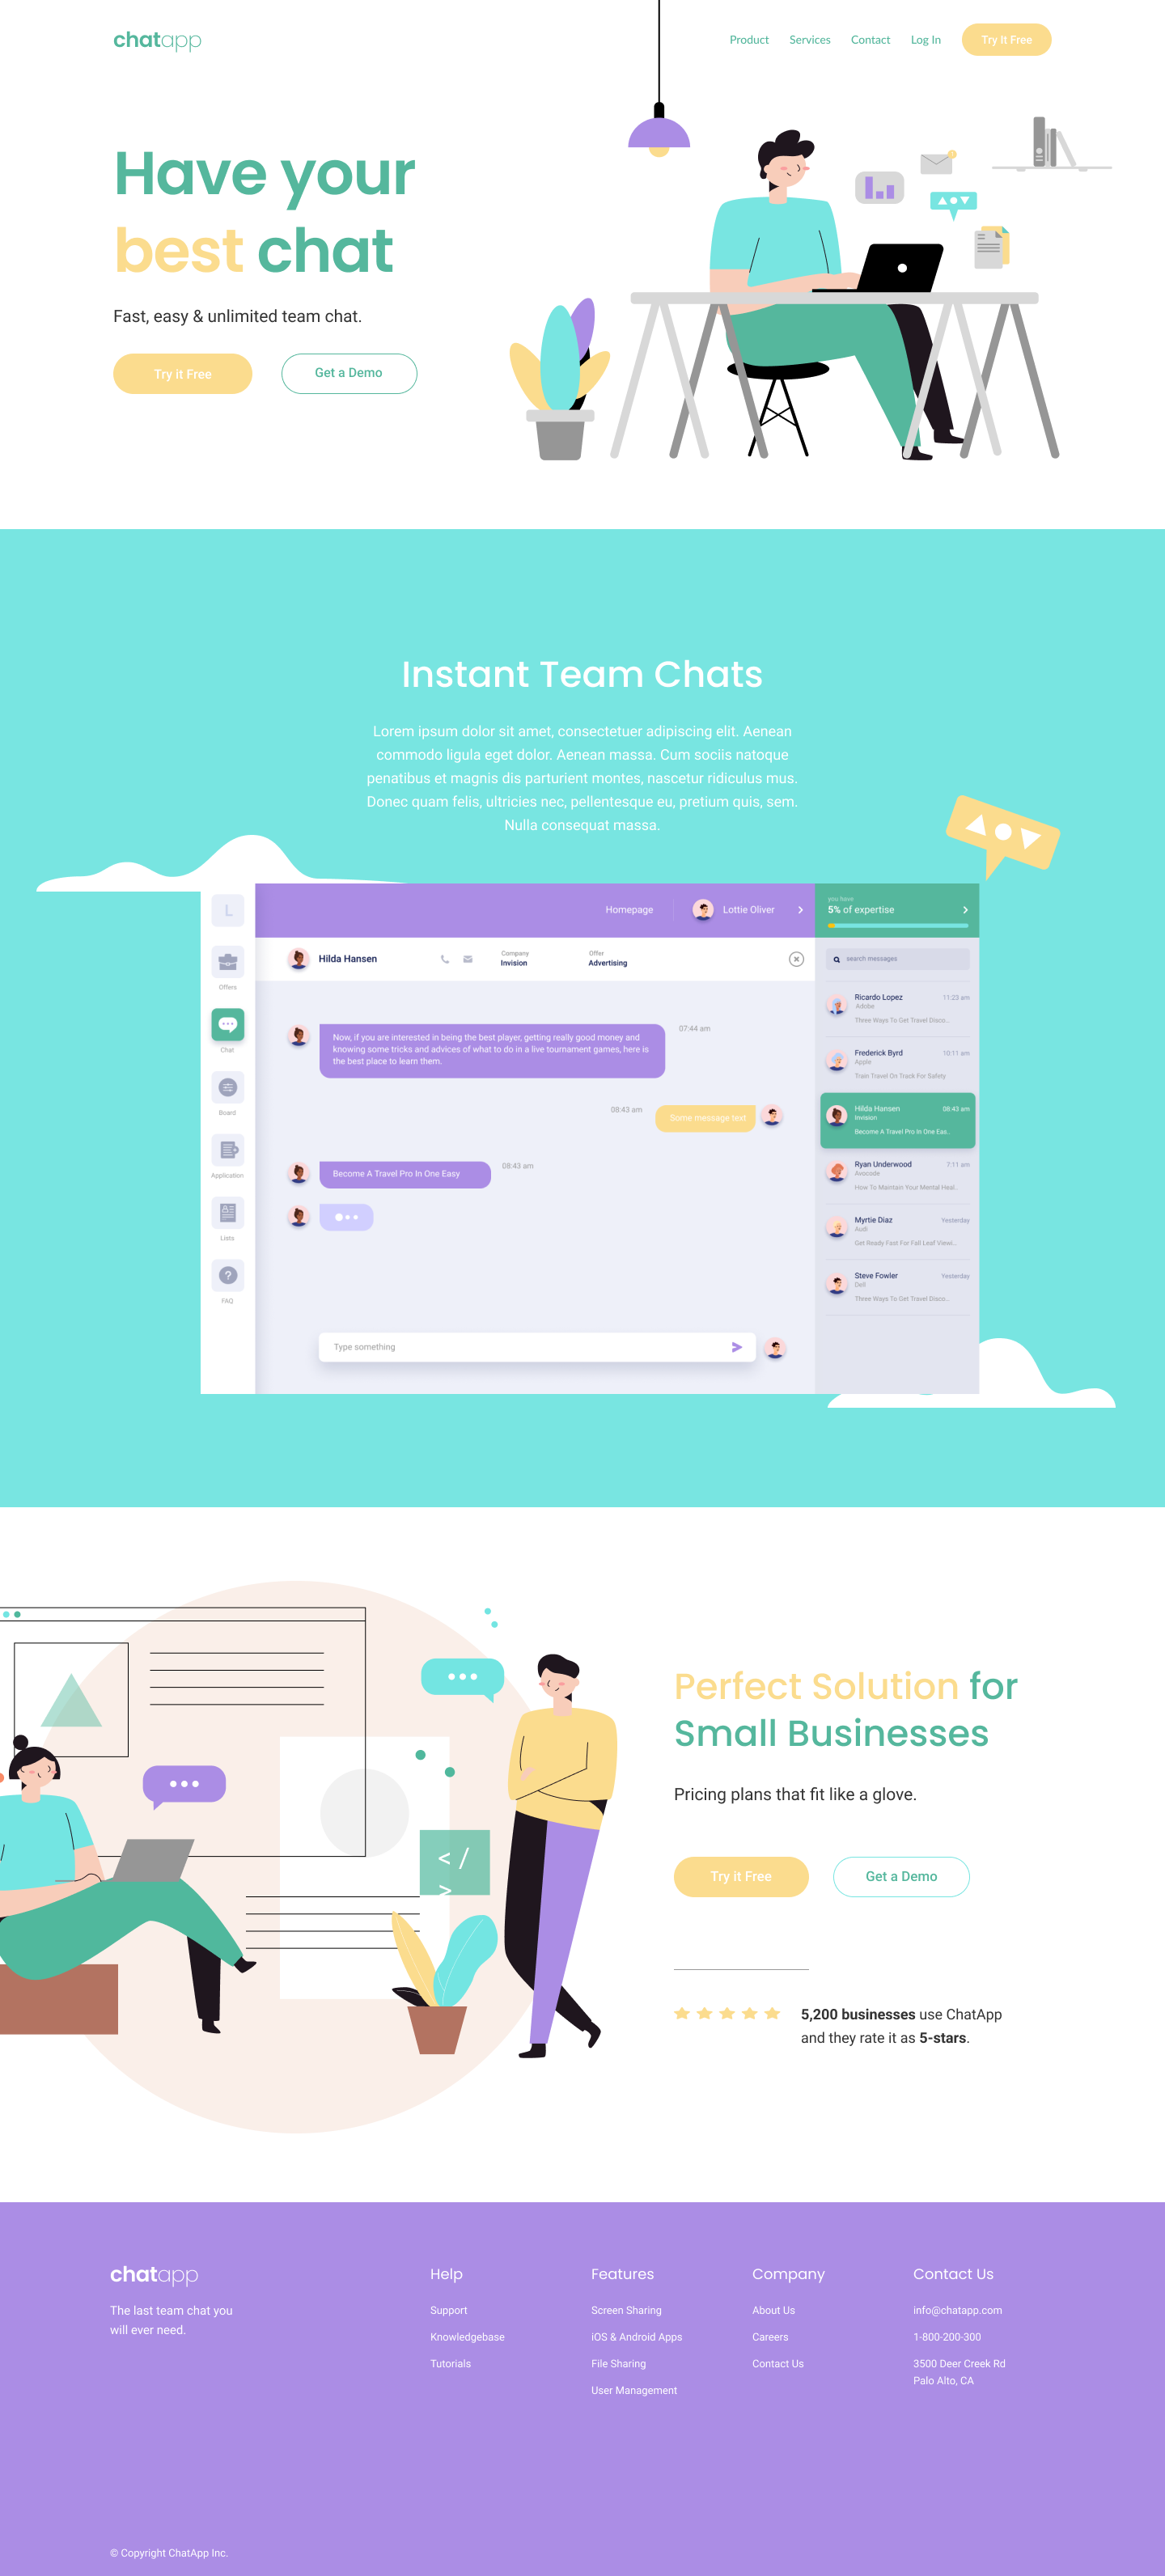 chatapp
Product Services Contact Log In Try It Free
Have your
best chat
Fast, easy & unlimited team chat.
Try it Free Get a Demo
Instant Team Chats
Lorem ipsum dolor sit amet, consectetuer adipiscing elit. Aenean
commodo ligula eget dolor. Aenean massa. Cum sociis natoque
penatibus et magnis dis parturient montes, nascetur ridiculus mus.
Donec quam felis, ultricies nec, pellentesque eu, pretium quis, sem.
Nulla consequat massa.
L
Offers
Chat
Board
Application
Lists
FAQ
Homepage Lottie Oliver
you have
5% of expertise
Hilda Hansen
Company
Invision
Offer
Advertising
07:44 am
Now, if you are interested in being the best player, getting really good money and
knowing some tricks and advices of what to do in a live tournament games, here is
the best place to learn them.
08:43 am
Some message text
Become A Travel Pro In One Easy
08:43 am
Type something
search messages
Ricardo Lopez 11:23 am
Adobe
Three Ways To Get Travel Disco...
Frederick Byrd 10:11 am
Apple
Train Travel On Track For Safety
Hilda Hansen 08:43 am
Invision
Become A Travel Pro In One Eas..
Ryan Underwood 7:11 am
Avocode
How To Maintain Your Mental Heal..
Myrtie Diaz Yesterday
Audi
Get Ready Fast For Fall Leaf Viewi...
Steve Fowler Yesterday
Dell
Three Ways To Get Travel Disco...
< /
>
Perfect Solution for
Small Businesses
Pricing plans that fit like a glove.
Try it Free Get a Demo
5,200 businesses use ChatApp
and they rate it as 5-stars.
chatapp
The last team chat you
will ever need.
Help
Support
Knowledgebase
Tutorials
Features
Screen Sharing
iOS & Android Apps
File Sharing
User Management
Company
About Us
Careers
Contact Us
Contact Us
info@chatapp.com
1-800-200-300
3500 Deer Creek Rd
Palo Alto, CA
© Copyright ChatApp Inc.